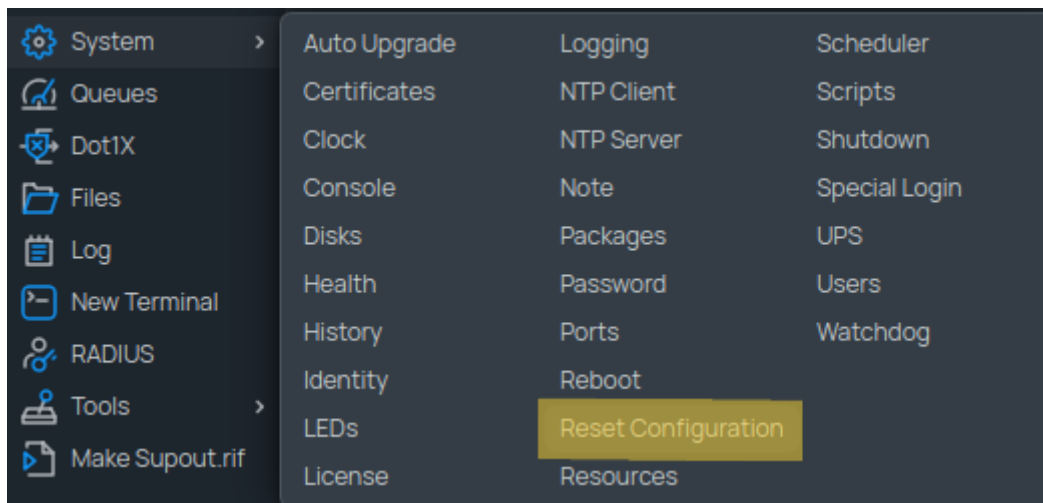 System
Queues
Dot1X
Files
Log
New Terminal
RADIUS
Tools
Make Supout.rif
Auto Upgrade
Certificates
Clock
Console
Disks
Health
History
Identity
LEDs
License
Logging
NTP Client
NTP Server
Note
Packages
Password
Ports
Reboot
Reset Configuration
Resources
Scheduler
Scripts
Shutdown
Special Login
UPS
Users
Watchdog